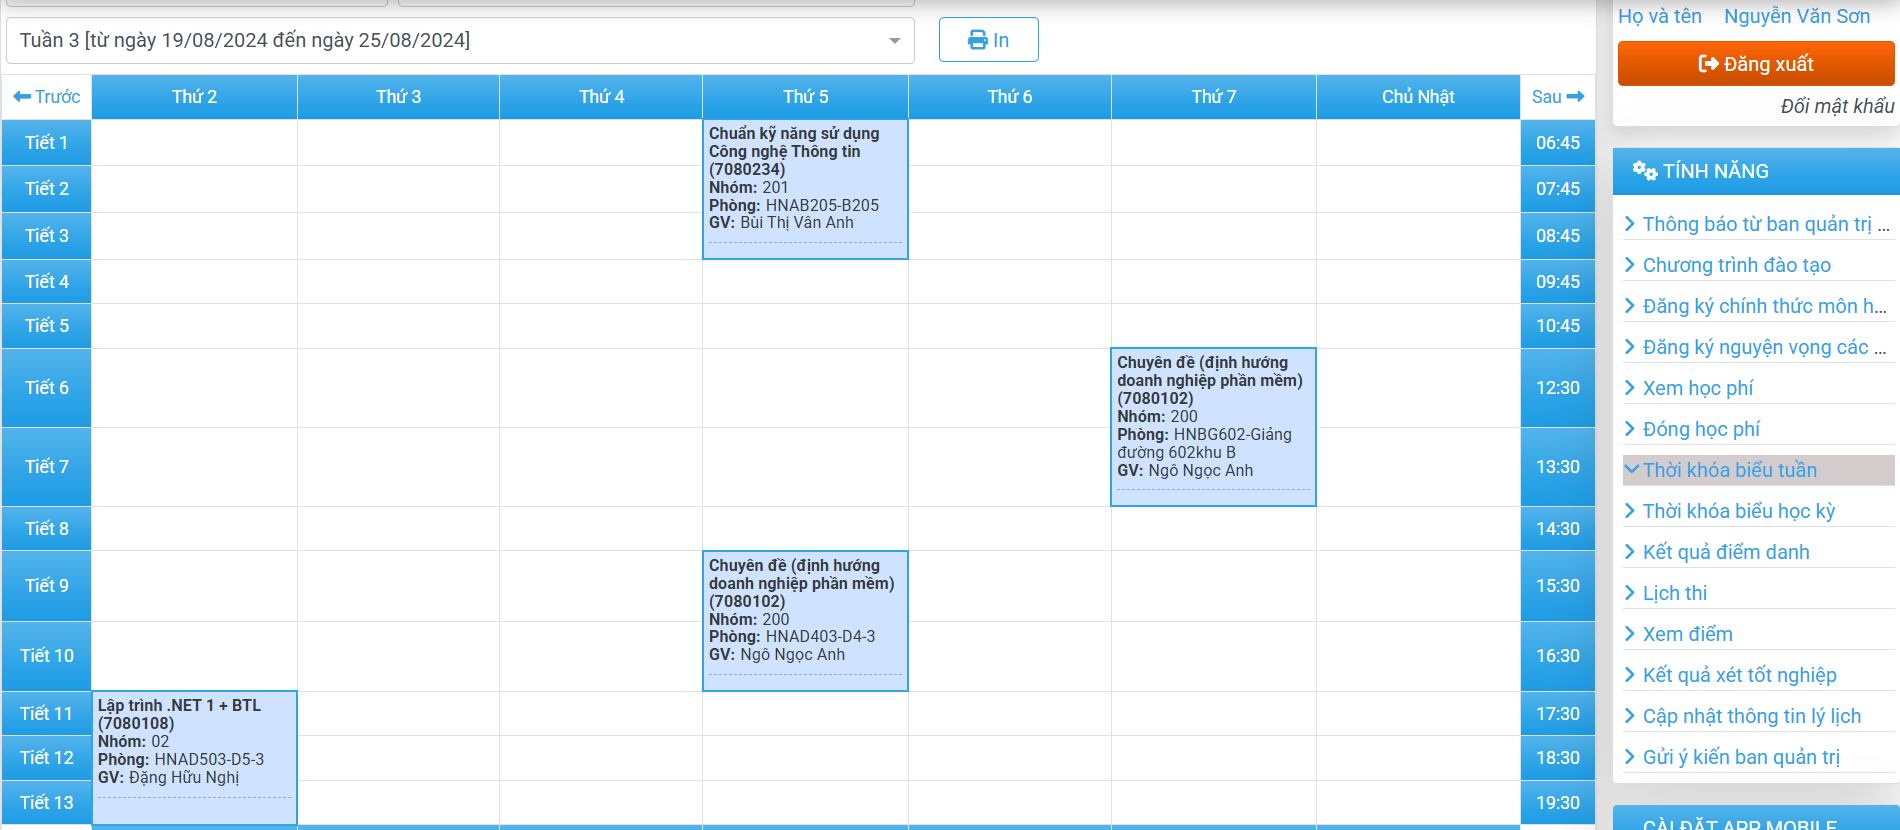 Tuần 3 [từ ngày 19/08/2024 đến ngày 25/08/2024]
In
Trước
Thứ 2
Thứ 3
Thứ 4
Thứ 5
Thứ 6
Thứ 7
Chủ Nhật
Sau
Tiết 1
06:45
Tiết 2
07:45
Tiết 3
08:45
Chuẩn kỹ năng sử dụng
Công nghệ Thông tin
(7080234)
Nhóm: 201
Phòng: HNAB205-B205
GV: Bùi Thị Vân Anh
Tiết 4
09:45
Tiết 5
10:45
Tiết 6
12:30
Tiết 7
13:30
Chuyên đề (định hướng
doanh nghiệp phần mềm)
(7080102)
Nhóm: 200
Phòng: HNBG602-Giảng
đường 602khu B
GV: Ngô Ngọc Anh
Tiết 8
14:30
Tiết 9
15:30
Tiết 10
16:30
Chuyên đề (định hướng
doanh nghiệp phần mềm)
(7080102)
Nhóm: 200
Phòng: HNAD403-D4-3
GV: Ngô Ngọc Anh
Tiết 11
17:30
Tiết 12
18:30
Tiết 13
19:30
Lập trình .NET 1 + BTL
(7080108)
Nhóm: 02
Phòng: HNAD503-D5-3
GV: Đặng Hữu Nghị
Họ và tên Nguyễn Văn Sơn
Đăng xuất
Đổi mật khẩu
TÍNH NĂNG
Thông báo từ ban quản trị ...
Chương trình đào tạo
Đăng ký chính thức môn h...
Đăng ký nguyện vọng các ...
Xem học phí
Đóng học phí
Thời khóa biểu tuần
Thời khóa biểu học kỳ
Kết quả điểm danh
Lịch thi
Xem điểm
Kết quả xét tốt nghiệp
Cập nhật thông tin lý lịch
Gửi ý kiến ban quản trị
CÀI ĐẶT APP MOBILE